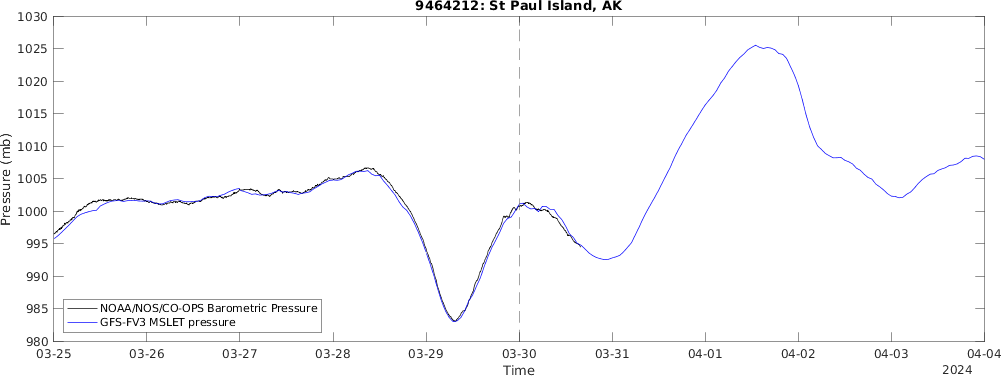 9464212: St Paul Island, AK
1030
1025
1020
1015
1010
1005
1000
995
990
985
980
Pressure (mb)
NOAA/NOS/CO-OPS Barometric Pressure
GFS-FV3 MSLET pressure
03-25 03-26 03-27 03-28 03-29 03-30 03-31 04-01 04-02 04-03 04-04
Time
2024